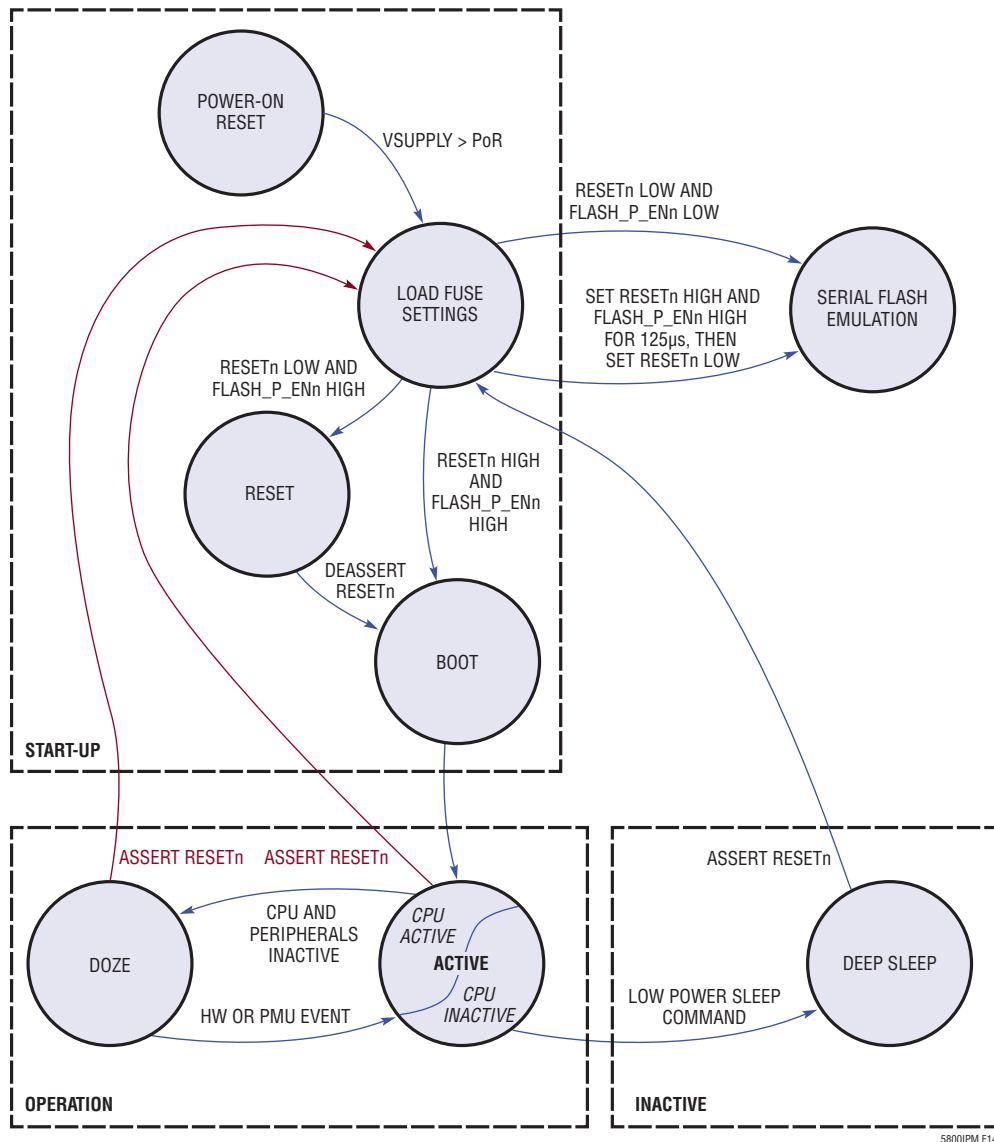 POWER-ON
RESET
VSUPPLY > PoR
RESETn LOW AND
FLASH_P_ENn LOW
LOAD FUSE
SETTINGS
SET RESETn HIGH AND
FLASH_P_ENn HIGH
FOR 125µs, THEN
SET RESETn LOW
SERIAL FLASH
EMULATION
RESETn LOW AND
FLASH_P_ENn HIGH
RESET
RESETn HIGH
AND
FLASH_P_ENn
HIGH
DEASSERT
RESETn
BOOT
START-UP
ASSERT RESETn
ASSERT RESETn
ASSERT RESETn
CPU AND
PERIPHERALS
INACTIVE
CPU
ACTIVE
ACTIVE
CPU
INACTIVE
DOZE
HW OR PMU EVENT
DEEP SLEEP
LOW POWER SLEEP
COMMAND
OPERATION
INACTIVE